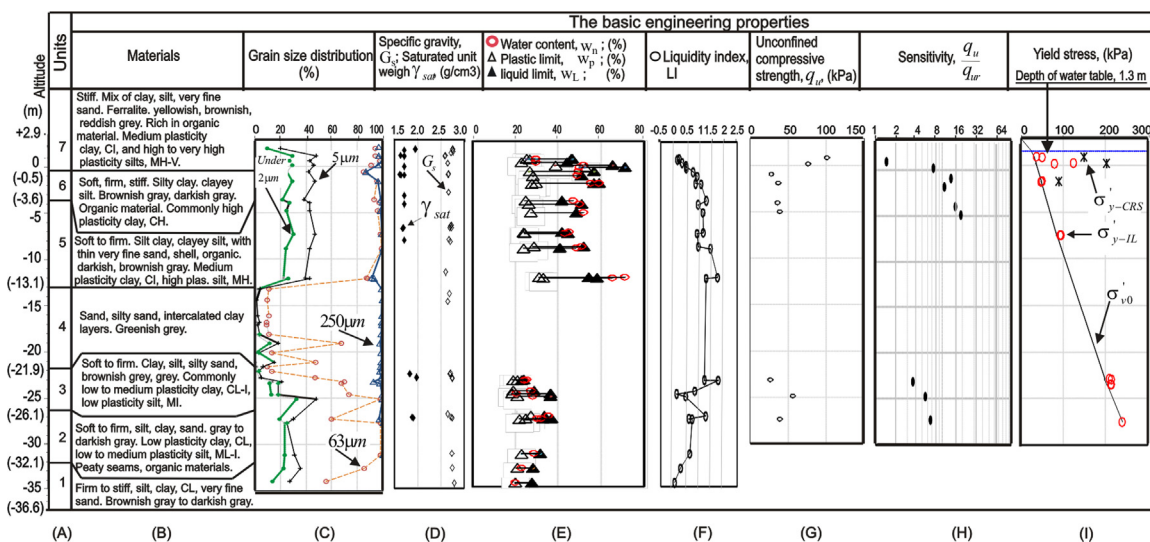 The basic engineering properties
Altitude
(m)
Units
Materials
Grain size distribution
(%)
Specific gravity,
Gs; Saturated unit
weigh γsat, (g/cm3)
Water content, wn ; (%)
Plastic limit, wp ; (%)
liquid limit, wL ; (%)
Liquidity index,
LI
Unconfined
compressive
strength, qu, (kPa)
Sensitivity, qu/qur
Yield stress, (kPa)
Depth of water table, 1.3 m
0 20 40 60 80 100
1.5 2.0 2.5 3.0
0 20 40 60 80
-0.5 0.5 1.5 2.5
0 50 100 150
1 2 4 8 16 32 64
0 100 200 300
+2.9
0
(-0.5)
(-3.6)
-5
-9
(-13.1)
-15
-20
(-21.9)
-25
(-26.1)
-30
(-32.1)
-35
(-36.6)
7
6
5
4
3
2
1
Stiff. Mix of clay, silt, very fine
sand. Ferralite. yellowish, brownish,
reddish grey. Rich in organic
material. Medium plasticity
clay, CI, and high to very high
plasticity silts, MH-V.
Soft, firm, stiff. Silty clay. clayey
silt. Brownish gray, darkish gray.
Organic material. Commonly high
plasticity clay, CH.
Soft to firm. Silt clay, clayey silt, with
thin very fine sand, shell, organic.
darkish, brownish gray. Medium
plasticity clay, CI, high plas. silt, MH.
Sand, silty sand, intercalated clay
layers. Greenish grey.
Soft to firm. Clay, silt, silty sand,
brownish grey, grey. Commonly
low to medium plasticity clay, CL-I,
low plasticity silt, MI.
Soft to firm, silt, clay, sand. gray to
darkish gray. Low plasticity clay, CL,
low to medium plasticity silt, ML-I.
Peaty seams, organic materials.
Firm to stiff, silt, clay, CL, very fine
sand. Brownish gray to darkish gray.
Under
2μm
5μm
250μm
63μm
Gs
γsat
σ'y-CRS
σ'y-IL
σ'v0
(A) (B) (C) (D) (E) (F) (G) (H) (I)